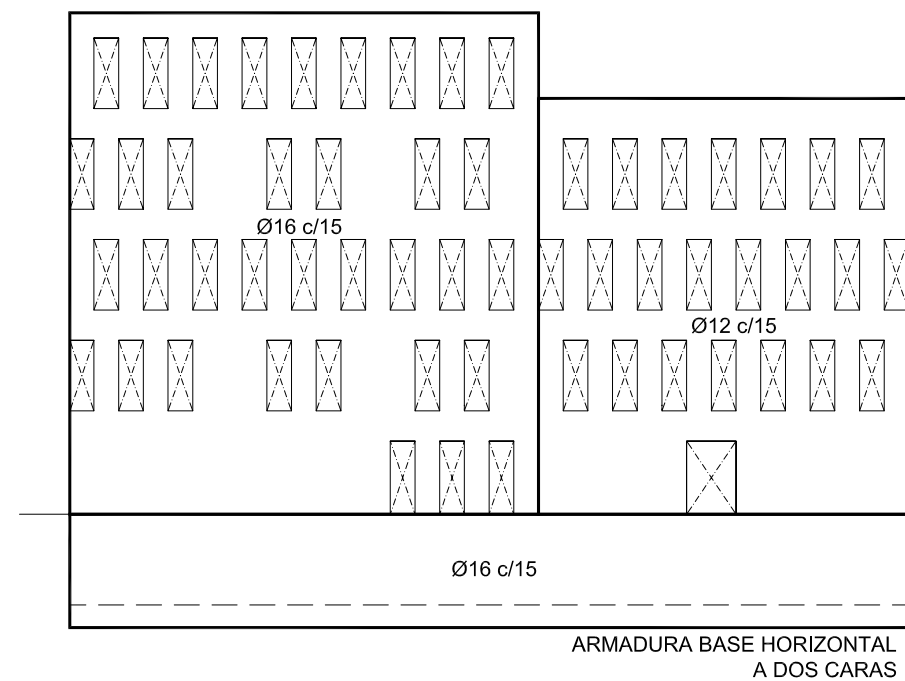 Ø16 c/15
Ø12 c/15
Ø16 c/15
ARMADURA BASE HORIZONTAL
A DOS CARAS